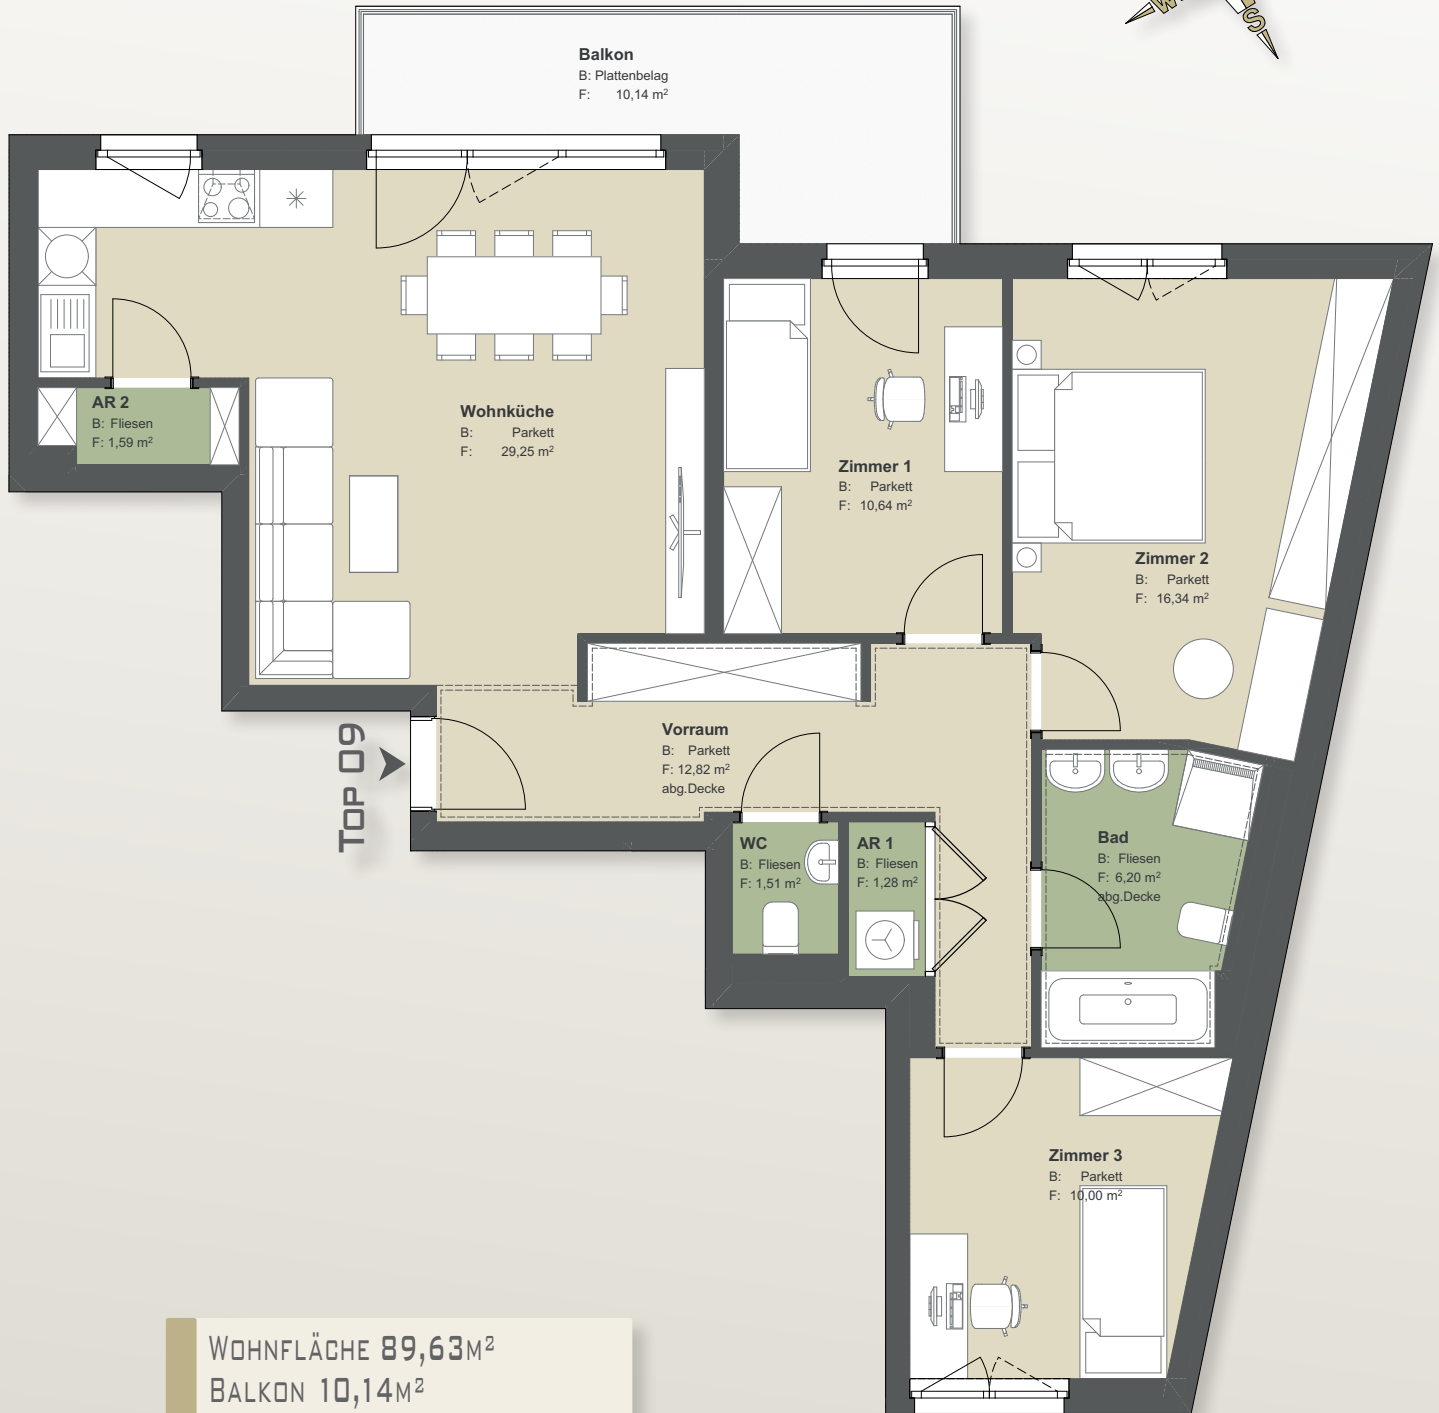 W
S
Balkon
B: Plattenbelag
F: 10,14 m²
AR 2
B: Fliesen
F: 1,59 m²
Wohnküche
B: Parkett
F: 29,25 m²
Zimmer 1
B: Parkett
F: 10,64 m²
Zimmer 2
B: Parkett
F: 16,34 m²
TOP 09
Vorraum
B: Parkett
F: 12,82 m²
abg.Decke
WC
B: Fliesen
F: 1,51 m²
AR 1
B: Fliesen
F: 1,28 m²
Bad
B: Fliesen
F: 6,20 m²
abg.Decke
Zimmer 3
B: Parkett
F: 10,00 m²
WOHNFLÄCHE 89,63M²
BALKON 10,14M²